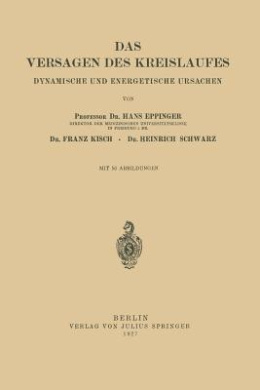 DAS
VERSAGEN DES KREISLAUFES
DYNAMISCHE UND ENERGETISCHE URSACHEN
VON
PROFESSOR DR. HANS EPPINGER
DIREKTOR DER MEDIZINISCHEN UNIVERSITÄTSKLINIK
IN FREIBURG I. BR.
DR. FRANZ KISCH · DR. HEINRICH SCHWARZ
MIT ABBILDUNGEN
BERLIN
VERLAG VON JULIUS SPRINGER
1927